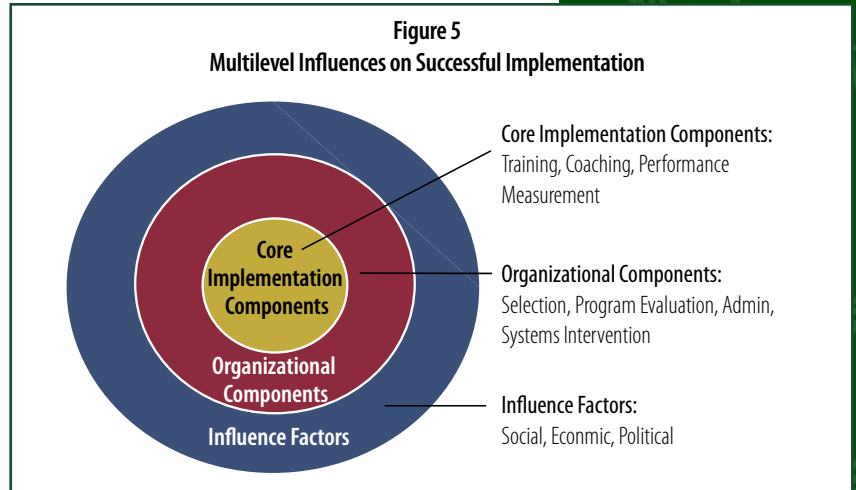 Figure 5
Multilevel Influences on Successful Implementation
Core Implementation Components:
Training, Coaching, Performance
Measurement
Core
Implementation
Components
Organizational Components:
Selection, Program Evaluation, Admin,
Systems Intervention
Organizational
Components
Influence Factors:
Social, Econmic, Political
Influence Factors